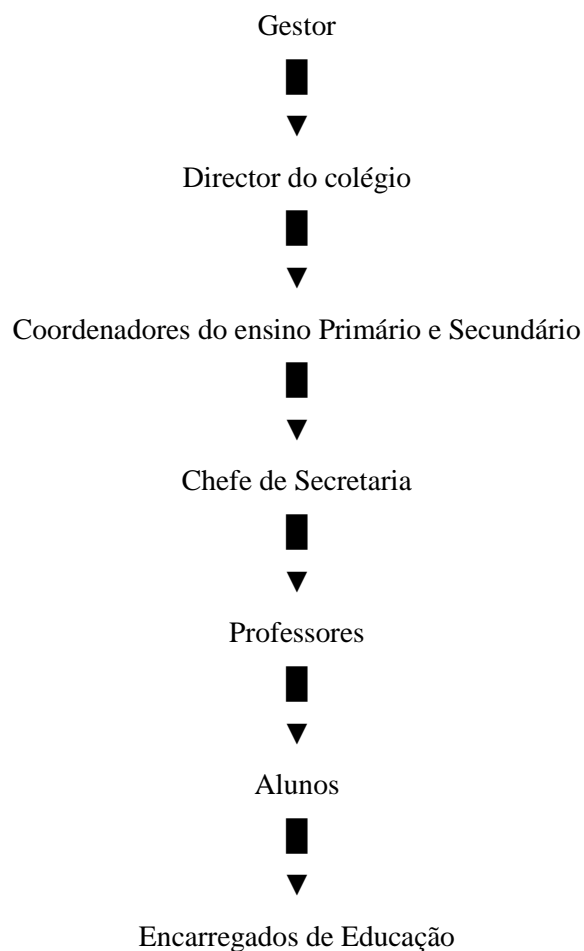 Gestor
█
▼
Director do colégio
█
▼
Coordenadores do ensino Primário e Secundário
█
▼
Chefe de Secretaria
█
▼
Professores
█
▼
Alunos
█
▼
Encarregados de Educação